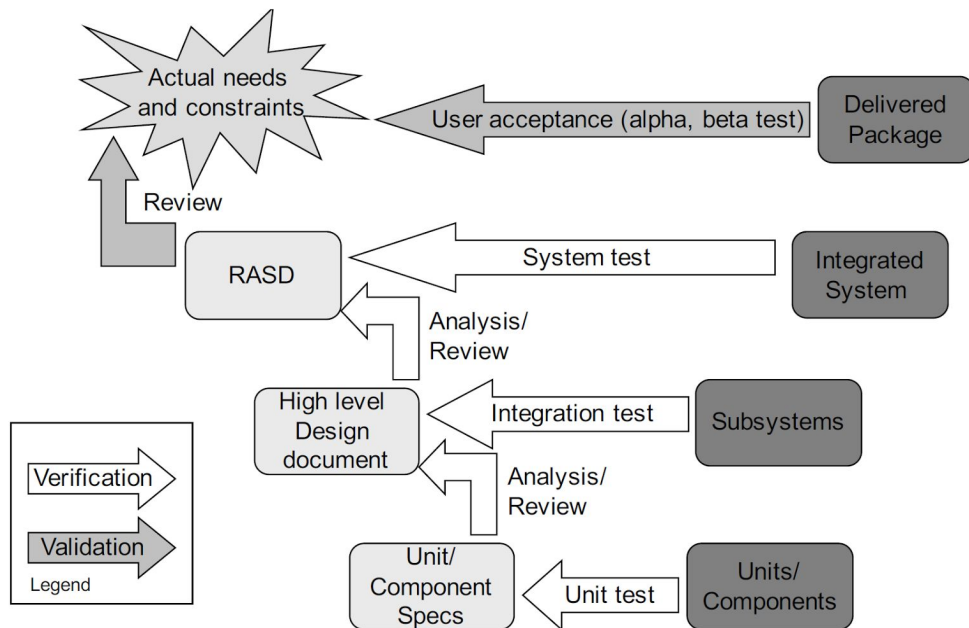 Actual needs
and constraints
User acceptance (alpha, beta test)
Delivered
Package
Review
RASD
System test
Integrated
System
Analysis/
Review
High level
Design
document
Integration test
Subsystems
Verification
Analysis/
Review
Validation
Legend
Unit/
Component
Specs
Unit test
Units/
Components